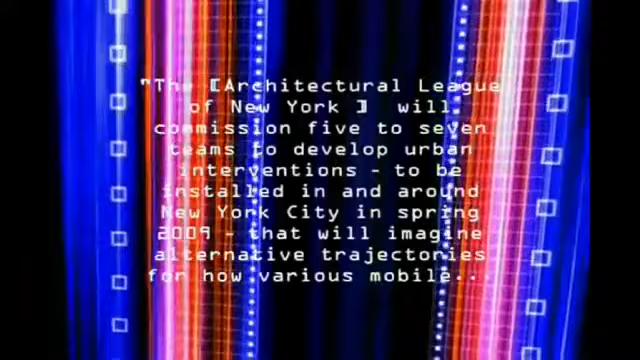 "The [Architectural League
of New York ] will
commission five to seven
teams to develop urban
interventions - to be
installed in and around
New York City in spring
2009 - that will imagine
alternative trajectories
for how various mobile...